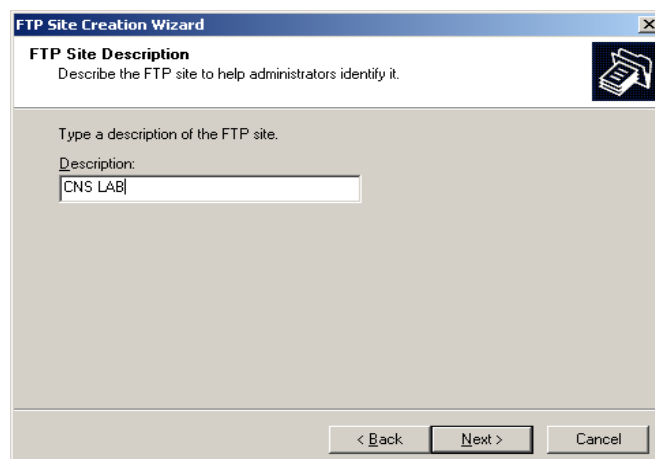 FTP Site Creation Wizard
FTP Site Description
Describe the FTP site to help administrators identify it.
Type a description of the FTP site.
Description:
CNS LAB
< Back
Next >
Cancel